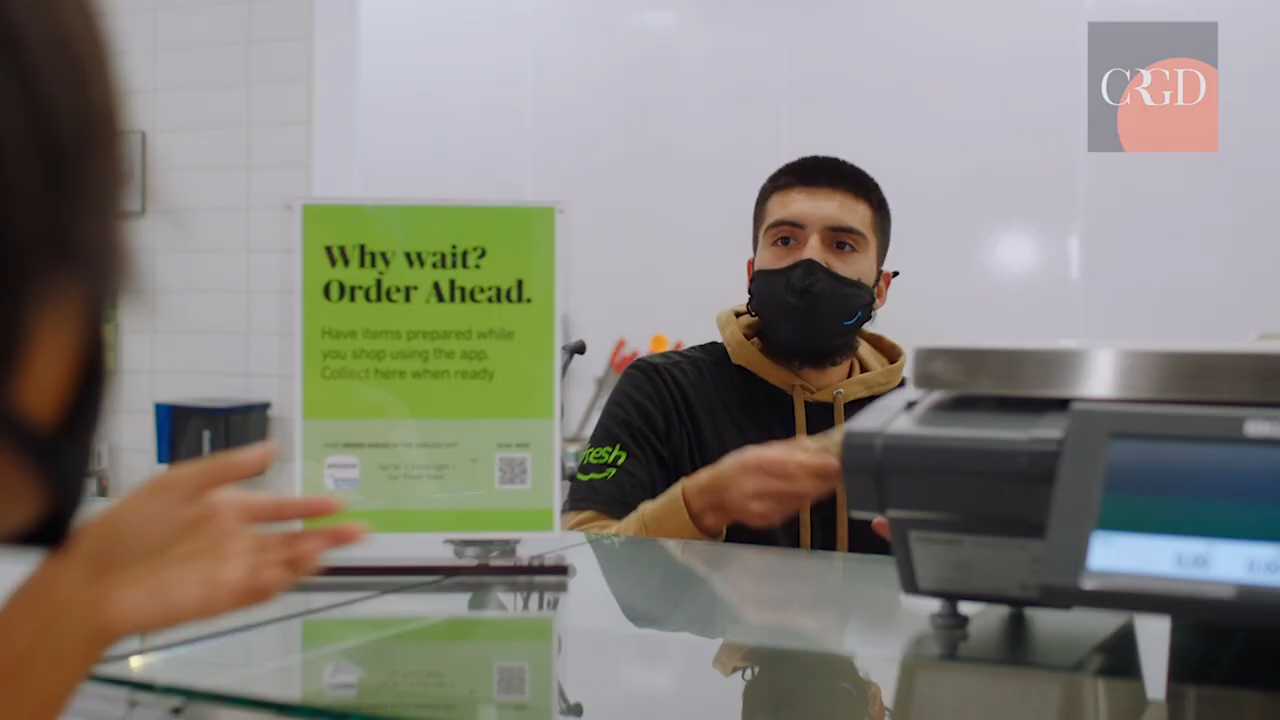 CRGD
Why wait?
Order Ahead.
Have items prepared while
you shop using the app.
Collect here when ready
fresh